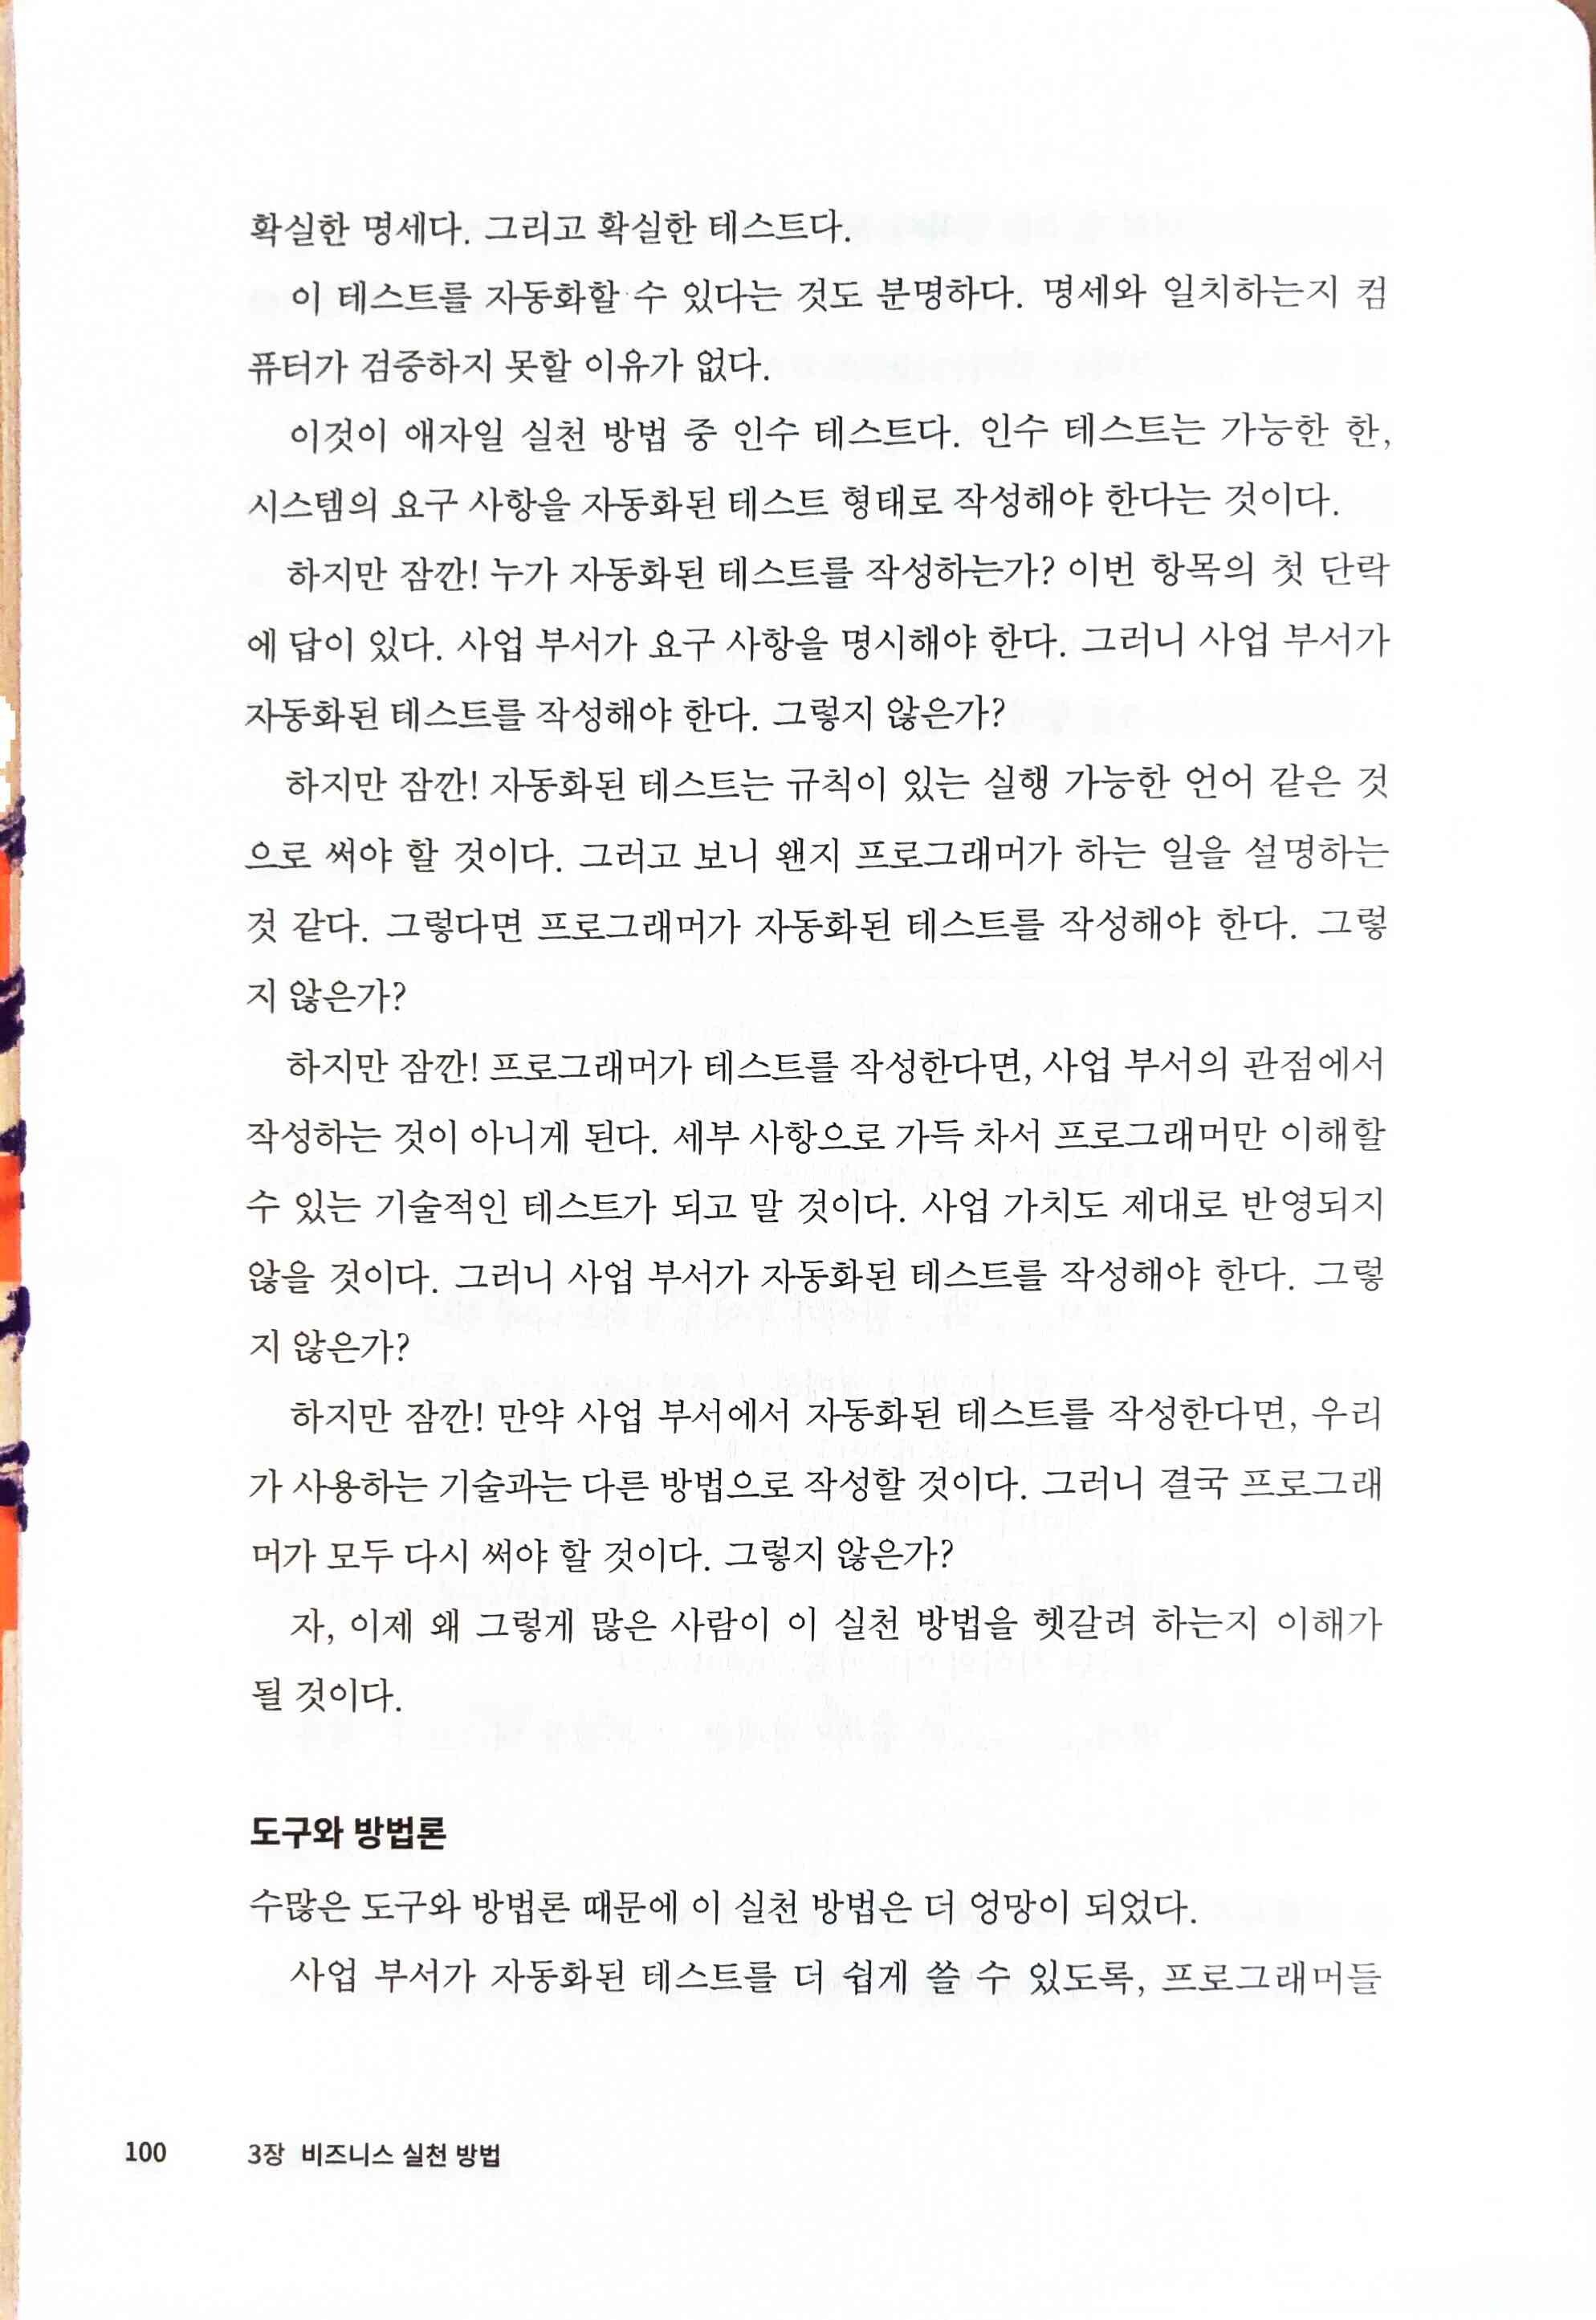 확실한 명세다. 그리고 확실한 테스트다.
이 테스트를 자동화할 수 있다는 것도 분명하다. 명세와 일치하는지 컴
퓨터가 검증하지 못할 이유가 없다.
이것이 애자일 실천 방법 중 인수 테스트다. 인수 테스트는 가능한 한,
시스템의 요구 사항을 자동화된 테스트 형태로 작성해야 한다는 것이다.
하지만 잠깐! 누가 자동화된 테스트를 작성하는가? 이번 항목의 첫 단락
에 답이 있다. 사업 부서가 요구 사항을 명시해야 한다. 그러니 사업 부서가
자동화된 테스트를 작성해야 한다. 그렇지 않은가?
하지만 잠깐! 자동화된 테스트는 규칙이 있는 실행 가능한 언어 같은 것
으로 써야 할 것이다. 그러고 보니 왠지 프로그래머가 하는 일을 설명하는
것 같다. 그렇다면 프로그래머가 자동화된 테스트를 작성해야 한다. 그렇
지 않은가?
하지만 잠깐! 프로그래머가 테스트를 작성한다면, 사업 부서의 관점에서
작성하는 것이 아니게 된다. 세부 사항으로 가득 차서 프로그래머만 이해할
수 있는 기술적인 테스트가 되고 말 것이다. 사업 가치도 제대로 반영되지
않을 것이다. 그러니 사업 부서가 자동화된 테스트를 작성해야 한다. 그렇
지 않은가?
하지만 잠깐! 만약 사업 부서에서 자동화된 테스트를 작성한다면, 우리
가 사용하는 기술과는 다른 방법으로 작성할 것이다. 그러니 결국 프로그래
머가 모두 다시 써야 할 것이다. 그렇지 않은가?
자, 이제 왜 그렇게 많은 사람이 이 실천 방법을 헷갈려 하는지 이해가
될 것이다.
도구와 방법론
수많은 도구와 방법론 때문에 이 실천 방법은 더 엉망이 되었다.
사업 부서가 자동화된 테스트를 더 쉽게 쓸 수 있도록, 프로그래머들
100 3장 비즈니스 실천 방법